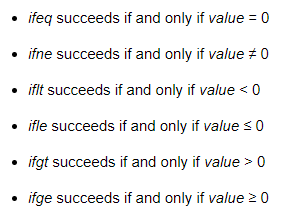 • ifeq succeeds if and only if value = 0
• ifne succeeds if and only if value ≠ 0
• iflt succeeds if and only if value < 0
• ifle succeeds if and only if value ≤ 0
• ifgt succeeds if and only if value > 0
• ifge succeeds if and only if value ≥ 0